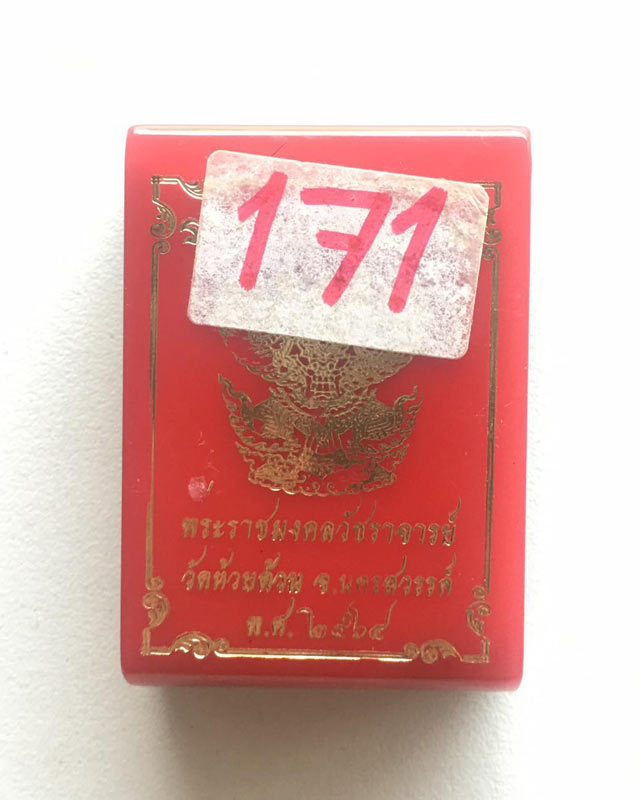 171
พระราชมงคลวัชราจารย์
วัดห้วยด้วน จ.นครสวรรค์
พ.ศ. ๒๕๖๔